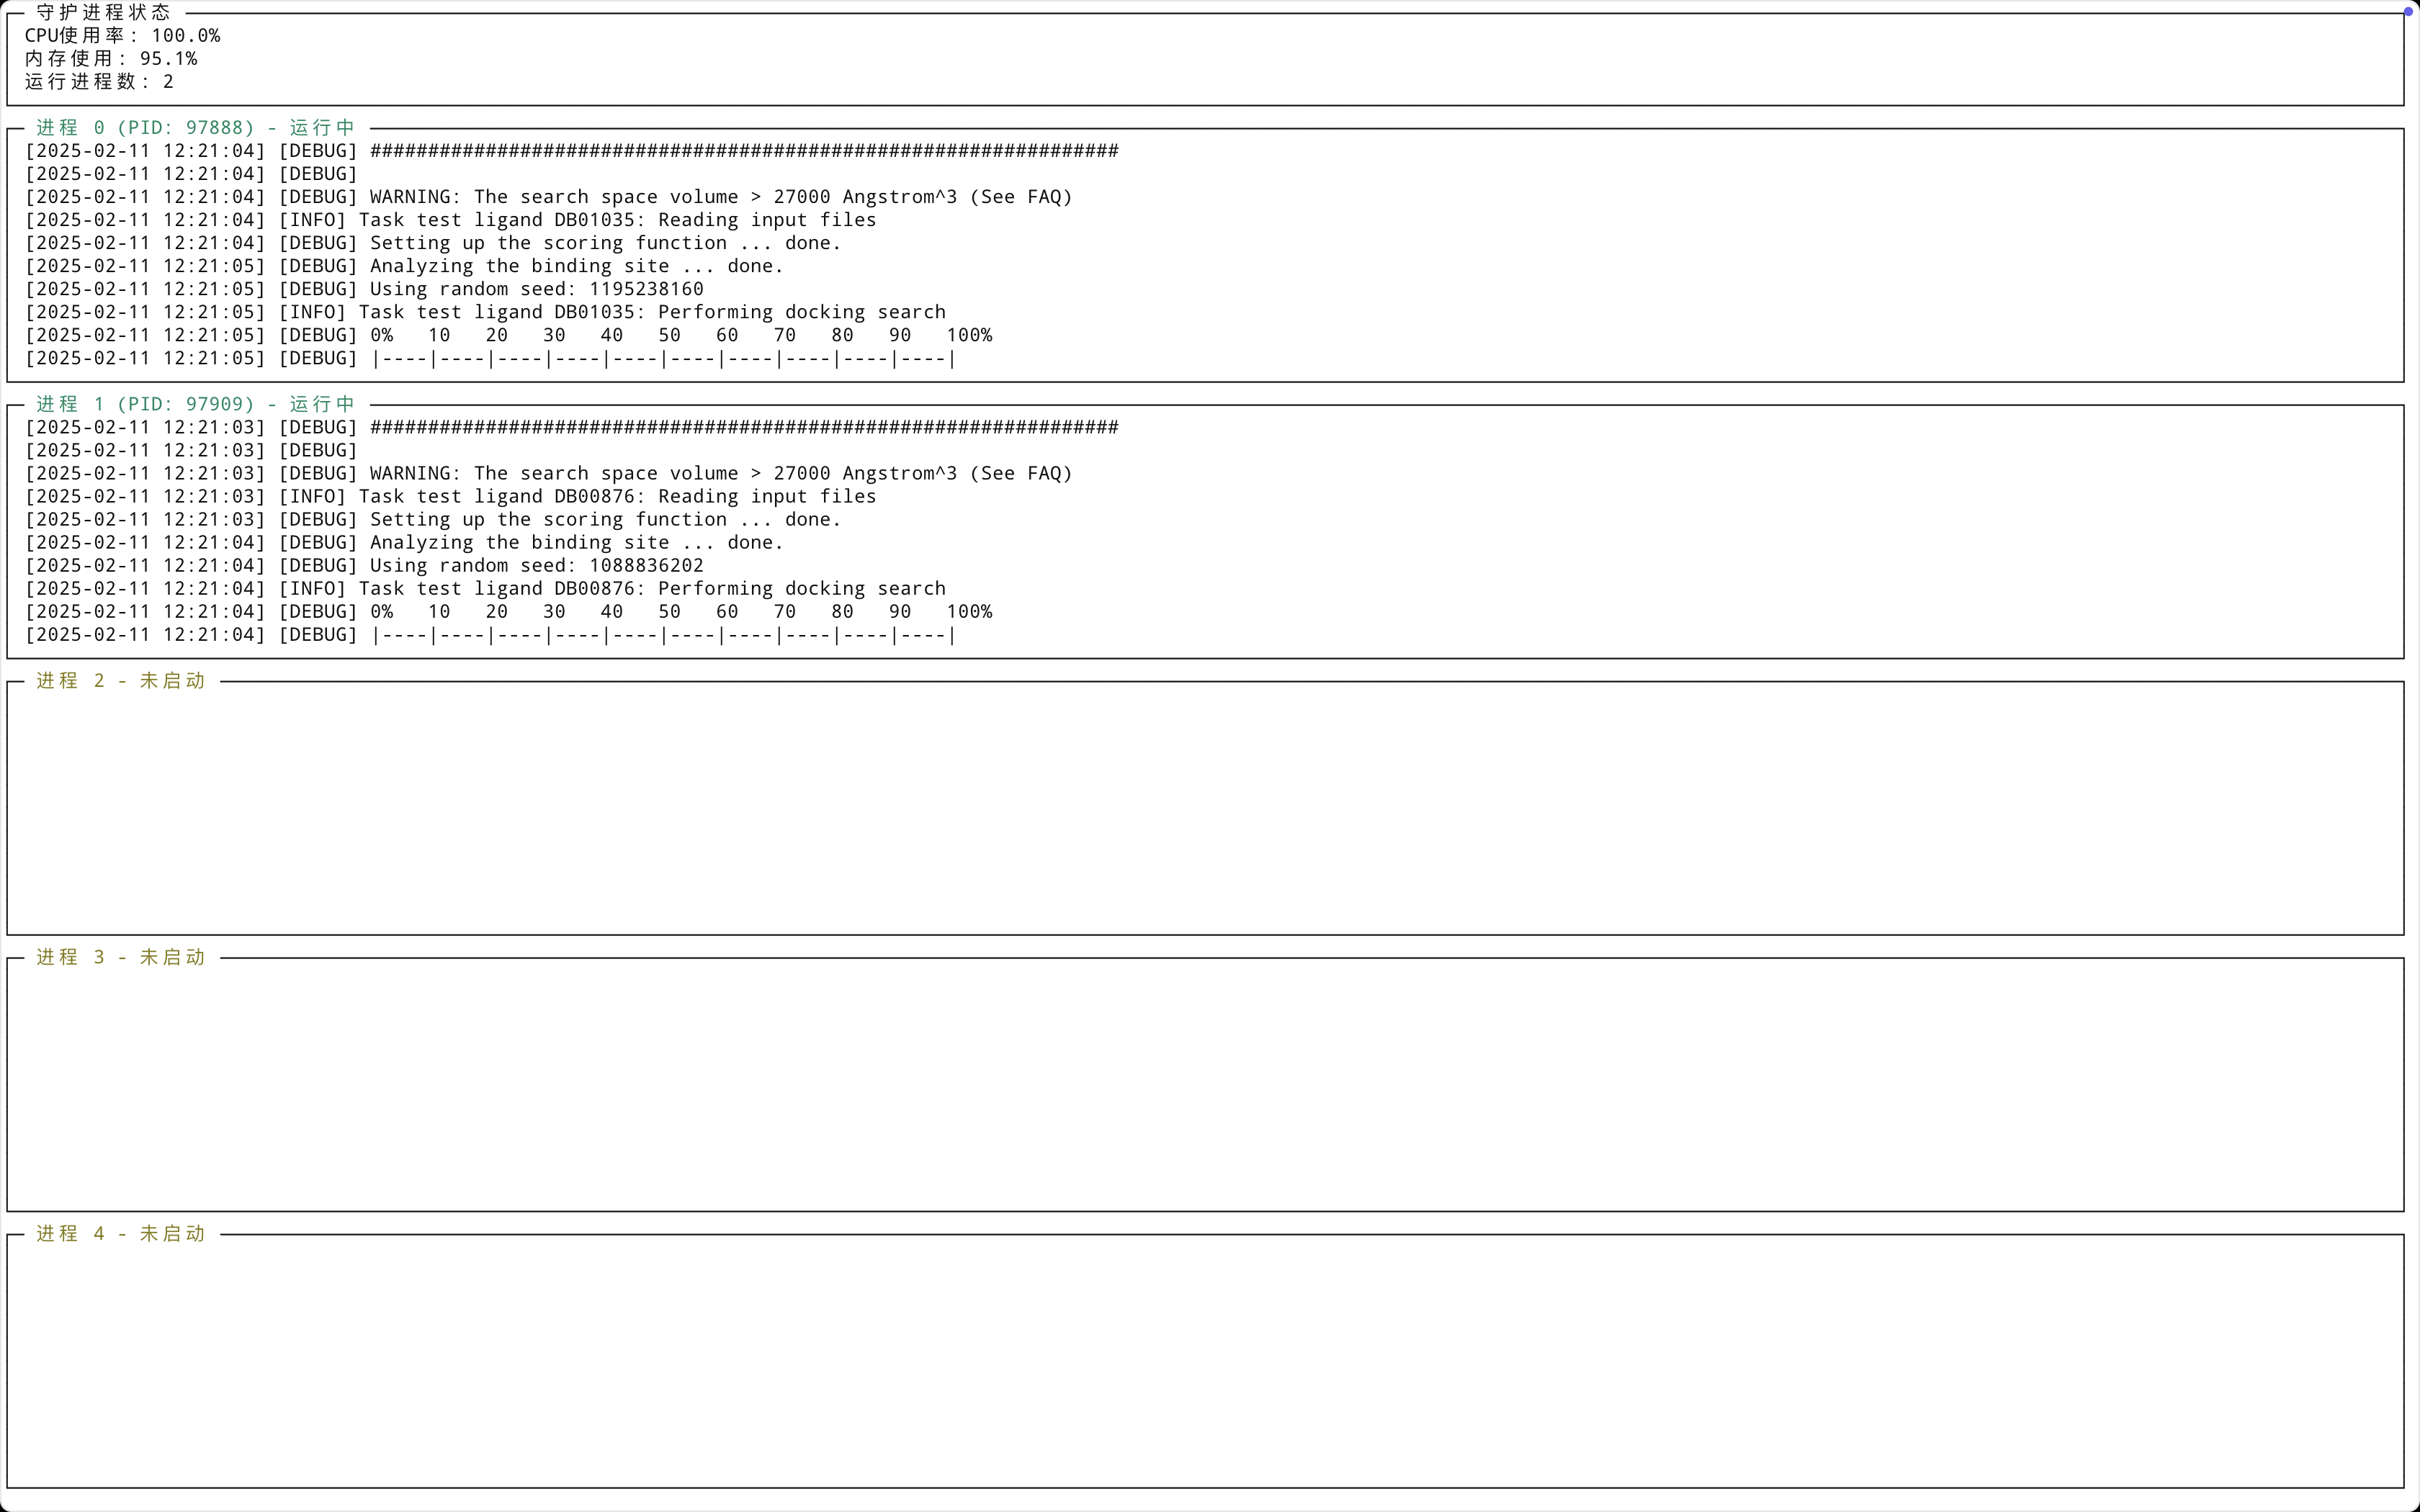 守护进程状态
CPU使用率: 100.0%
内存使用: 95.1%
运行进程数: 2
进程 0 (PID: 97888) - 运行中
[2025-02-11 12:21:04] [DEBUG] #################################################################
[2025-02-11 12:21:04] [DEBUG]
[2025-02-11 12:21:04] [DEBUG] WARNING: The search space volume > 27000 Angstrom^3 (See FAQ)
[2025-02-11 12:21:04] [INFO] Task test ligand DB01035: Reading input files
[2025-02-11 12:21:04] [DEBUG] Setting up the scoring function ... done.
[2025-02-11 12:21:05] [DEBUG] Analyzing the binding site ... done.
[2025-02-11 12:21:05] [DEBUG] Using random seed: 1195238160
[2025-02-11 12:21:05] [INFO] Task test ligand DB01035: Performing docking search
[2025-02-11 12:21:05] [DEBUG] 0%   10   20   30   40   50   60   70   80   90   100%
[2025-02-11 12:21:05] [DEBUG] |----|----|----|----|----|----|----|----|----|----|
进程 1 (PID: 97909) - 运行中
[2025-02-11 12:21:03] [DEBUG] #################################################################
[2025-02-11 12:21:03] [DEBUG]
[2025-02-11 12:21:03] [DEBUG] WARNING: The search space volume > 27000 Angstrom^3 (See FAQ)
[2025-02-11 12:21:03] [INFO] Task test ligand DB00876: Reading input files
[2025-02-11 12:21:03] [DEBUG] Setting up the scoring function ... done.
[2025-02-11 12:21:04] [DEBUG] Analyzing the binding site ... done.
[2025-02-11 12:21:04] [DEBUG] Using random seed: 1088836202
[2025-02-11 12:21:04] [INFO] Task test ligand DB00876: Performing docking search
[2025-02-11 12:21:04] [DEBUG] 0%   10   20   30   40   50   60   70   80   90   100%
[2025-02-11 12:21:04] [DEBUG] |----|----|----|----|----|----|----|----|----|----|
进程 2 - 未启动
进程 3 - 未启动
进程 4 - 未启动